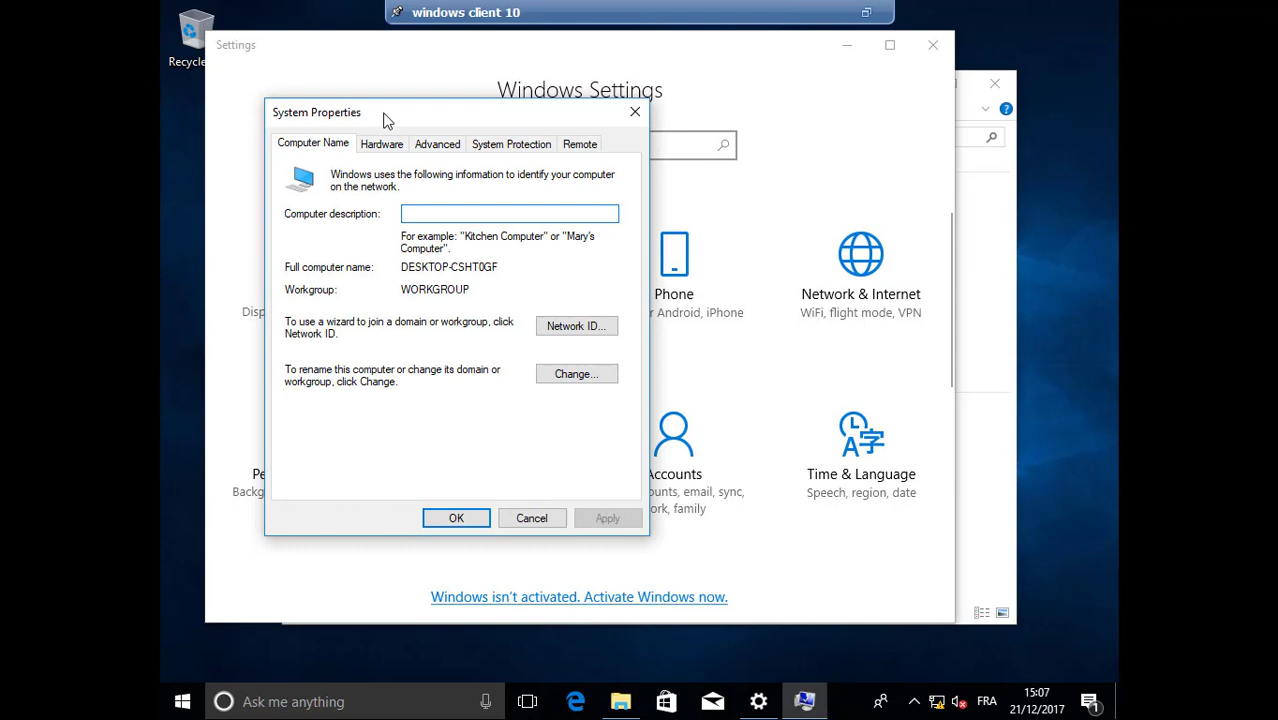 windows client 10
Recycle
Settings
Windows Settings
System Properties
Computer Name
Hardware
Advanced
System Protection
Remote
Windows uses the following information to identify your computer
on the network.
Computer description:
For example: "Kitchen Computer" or "Mary's
Computer".
Full computer name:
DESKTOP-CSHT0GF
Workgroup:
WORKGROUP
To use a wizard to join a domain or workgroup, click
Network ID.
Network ID...
To rename this computer or change its domain or
workgroup, click Change.
Change...
OK
Cancel
Apply
Phone
Android, iPhone
Network & Internet
WiFi, flight mode, VPN
Accounts
email, sync,
family
Time & Language
Speech, region, date
Windows isn't activated. Activate Windows now.
Ask me anything
FRA
15:07
21/12/2017
1